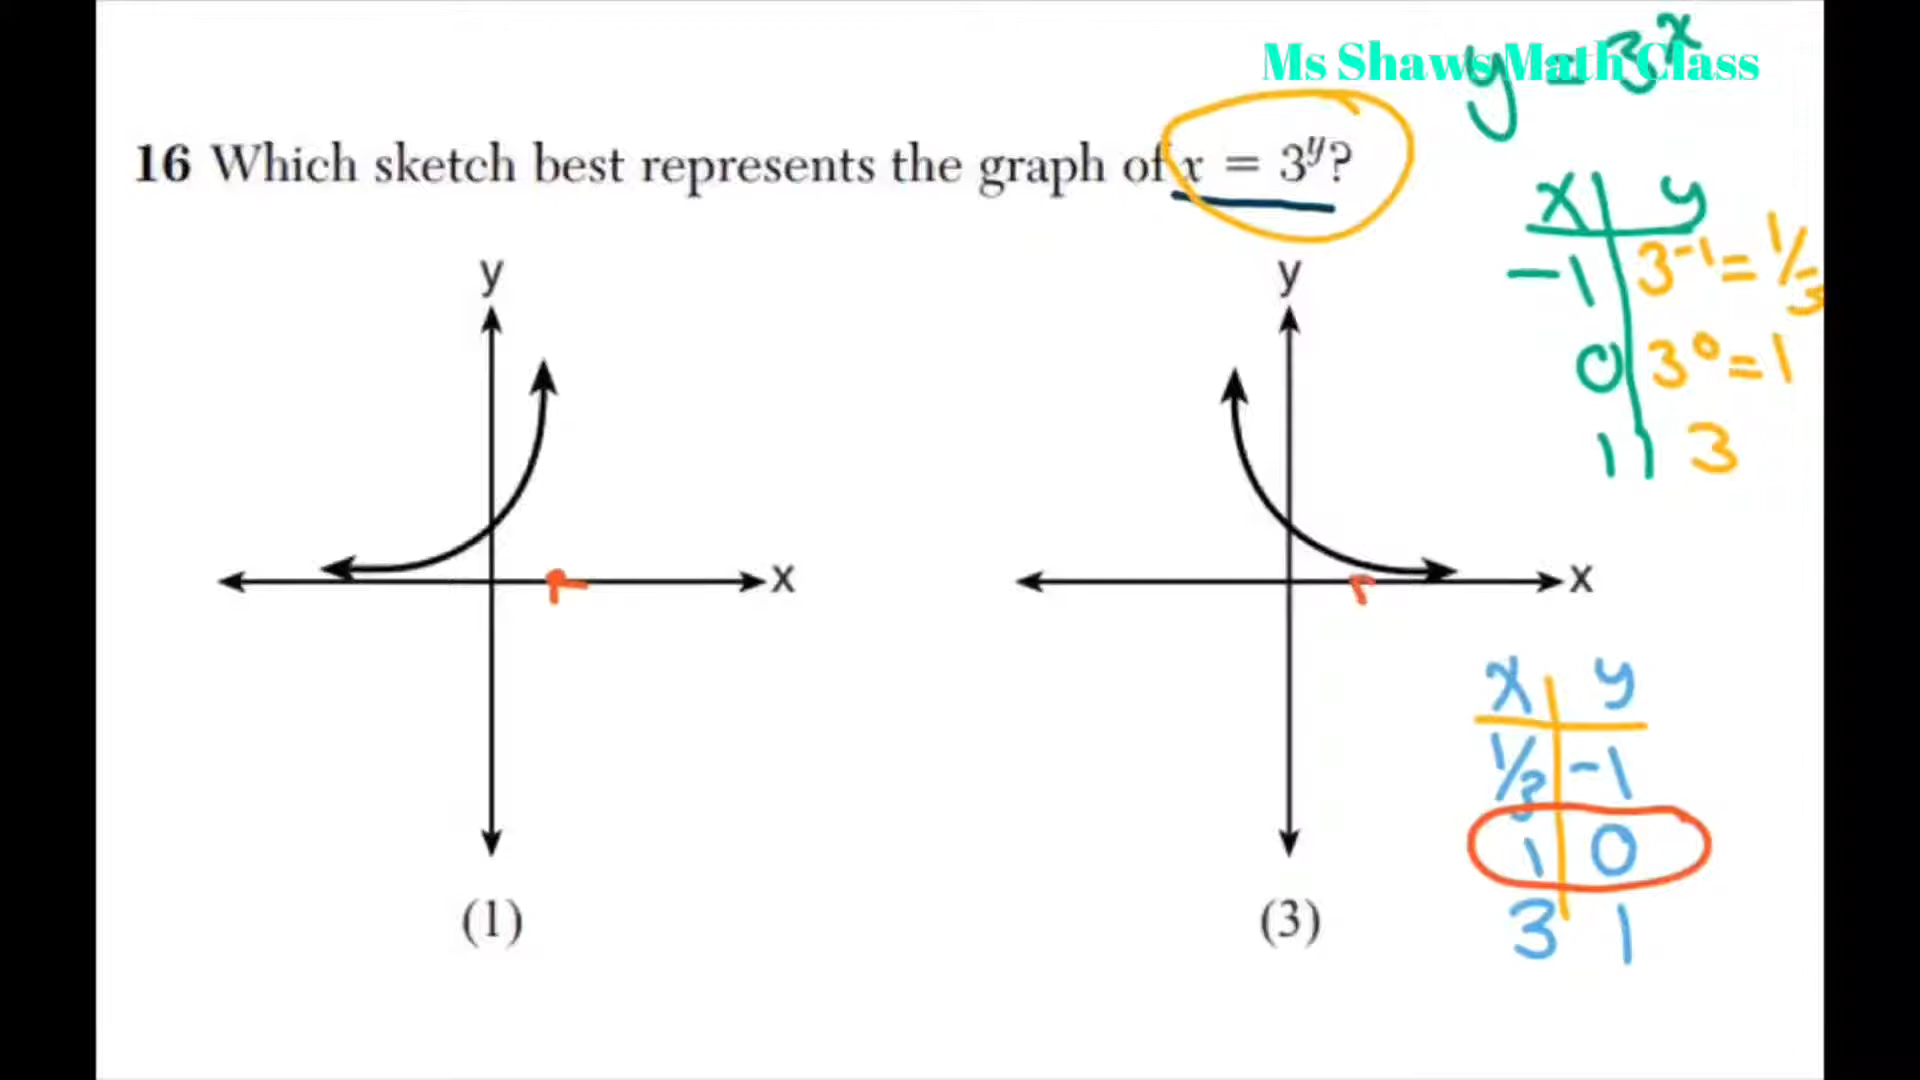 Ms Shaws Math Class
y = 3^x
16 Which sketch best represents the graph of x = 3^y?
x y
-1 3^-1 = 1/3
0 3^0 = 1
1 3
y
x
(1)
y
x
(3)
x y
1/3 -1
1 0
3 1